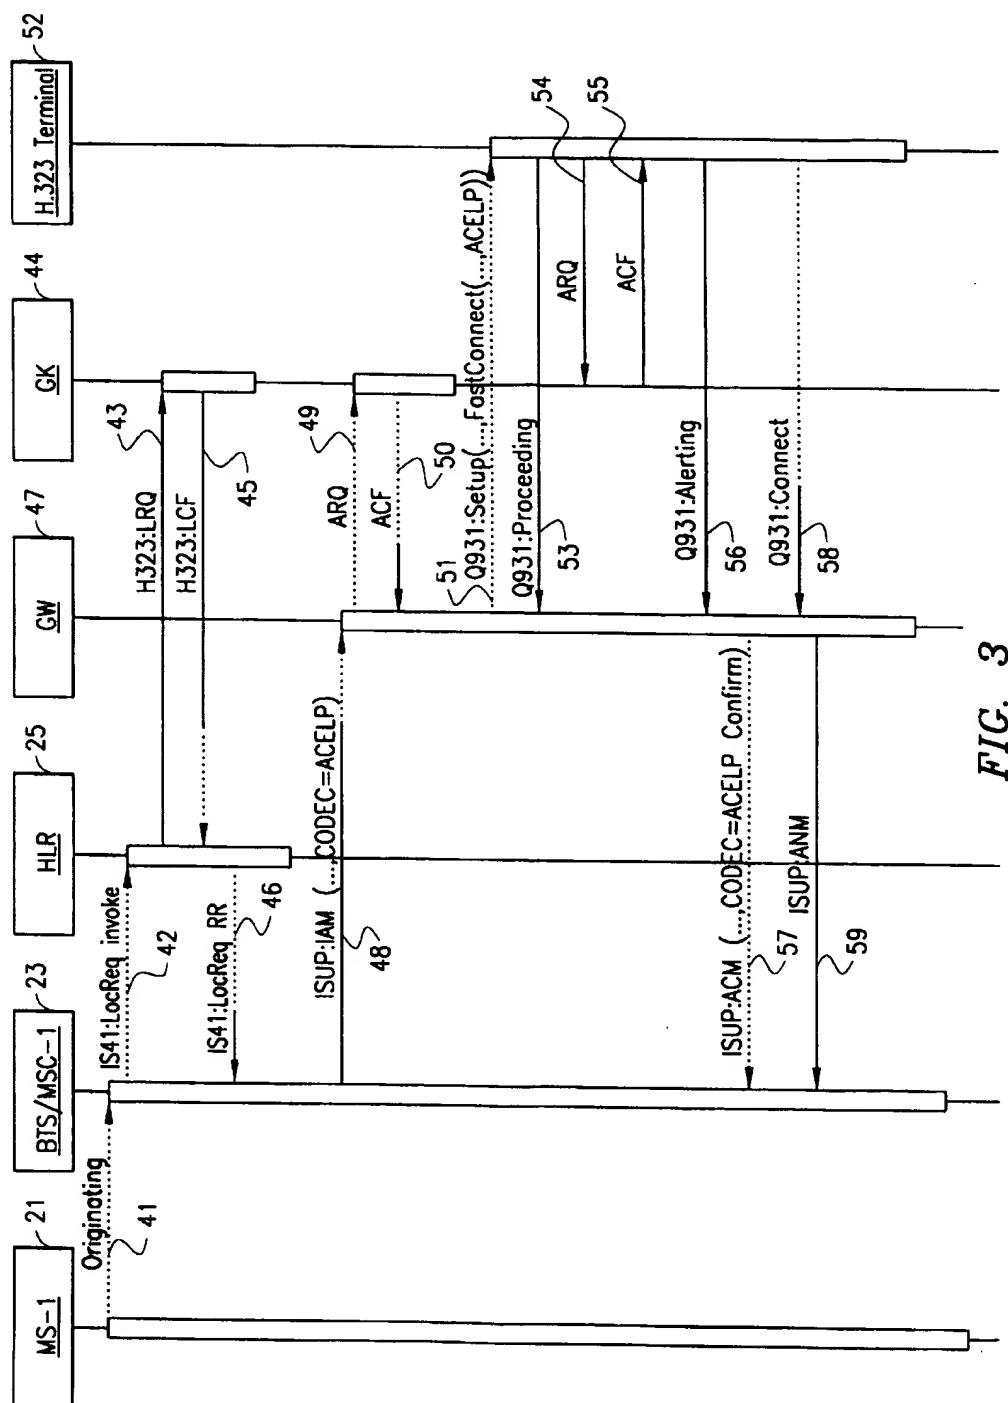 MS-1
21
BTS/MSC-1
23
HLR
25
GW
47
GK
44
H.323 Terminal
52
Originating
41
IS41:LocReq invoke
42
H323:LRQ
43
H323:LCF
45
IS41:LocReq RR
46
ISUP:IAM (...,CODEC=ACELP)
48
ARQ
49
ACF
50
51
Q931:Setup(...,FastConnect(...,ACELP))
Q931:Proceeding
53
ARQ
54
ACF
55
Q931:Alerting
56
ISUP:ACM (...,CODEC=ACELP Confirm)
57
Q931:Connect
58
ISUP:ANM
59
FIG. 3